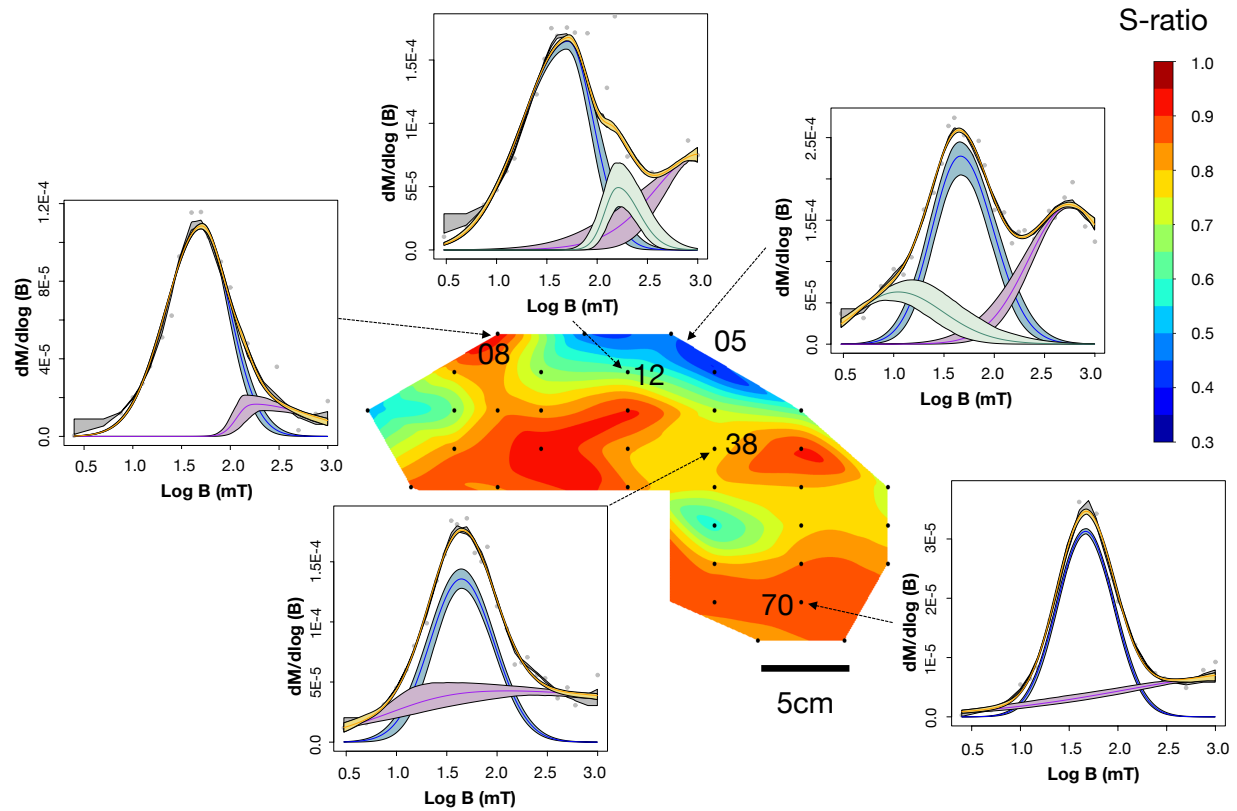 S-ratio
1.0
0.9
0.8
0.7
0.6
0.5
0.4
0.3
dM/dlog (B)
1.5E-4
1E-4
5E-5
0.0
0.5 1.0 1.5 2.0 2.5 3.0
Log B (mT)
dM/dlog (B)
2.5E-4
1.5E-4
5E-5
0.0
0.5 1.0 1.5 2.0 2.5 3.0
Log B (mT)
dM/dlog (B)
1.2E-4
8E-5
4E-5
0.0
0.5 1.0 1.5 2.0 2.5 3.0
Log B (mT)
08
12
05
38
70
5cm
dM/dlog (B)
1.5E-4
1E-4
5E-5
0.0
0.5 1.0 1.5 2.0 2.5 3.0
Log B (mT)
dM/dlog (B)
3E-5
2E-5
1E-5
0.0
1.0 1.5 2.0 2.5 3.0
Log B (mT)